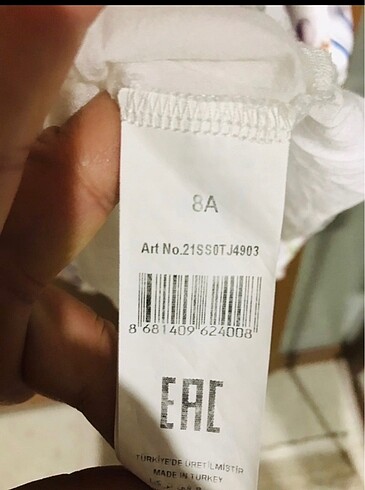 8A
Art No.21SS0TJ4903
8 681409 624008
EAC
TÜRKİYE'DE ÜRETİLMİŞTİR
MADE IN TURKEY